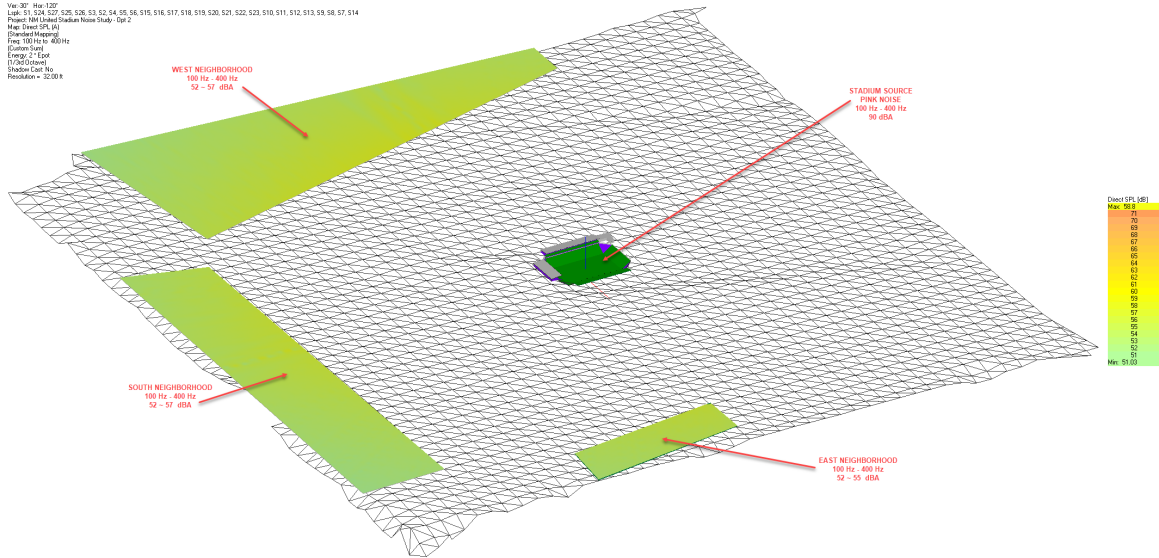 Ver:-30° Hor:-120°
Lspk: S1, S24, S27, S25, S26, S3, S2, S4, S5, S6, S15, S16, S17, S18, S19, S20, S21, S22, S23, S10, S11, S12, S13, S9, S8, S7, S14
Project: NM United Stadium Noise Study - Opt 2
Map: Direct SPL (A)
(Standard Mapping)
Freq: 100 Hz to 400 Hz
(Custom Sum)
Energy: 2 * Epot
(1/3rd Octave)
Shadow Cast: No
Resolution = 32.00 ft
WEST NEIGHBORHOOD
100 Hz - 400 Hz
52 – 57 dBA
STADIUM SOURCE
PINK NOISE
100 Hz - 400 Hz
90 dBA
Direct SPL [dB]
Max: 58.8
71
70
69
68
67
66
65
64
63
62
61
60
59
58
57
56
55
54
53
52
51
Min: 51.03
SOUTH NEIGHBORHOOD
100 Hz - 400 Hz
52 – 57 dBA
EAST NEIGHBORHOOD
100 Hz - 400 Hz
52 – 55 dBA